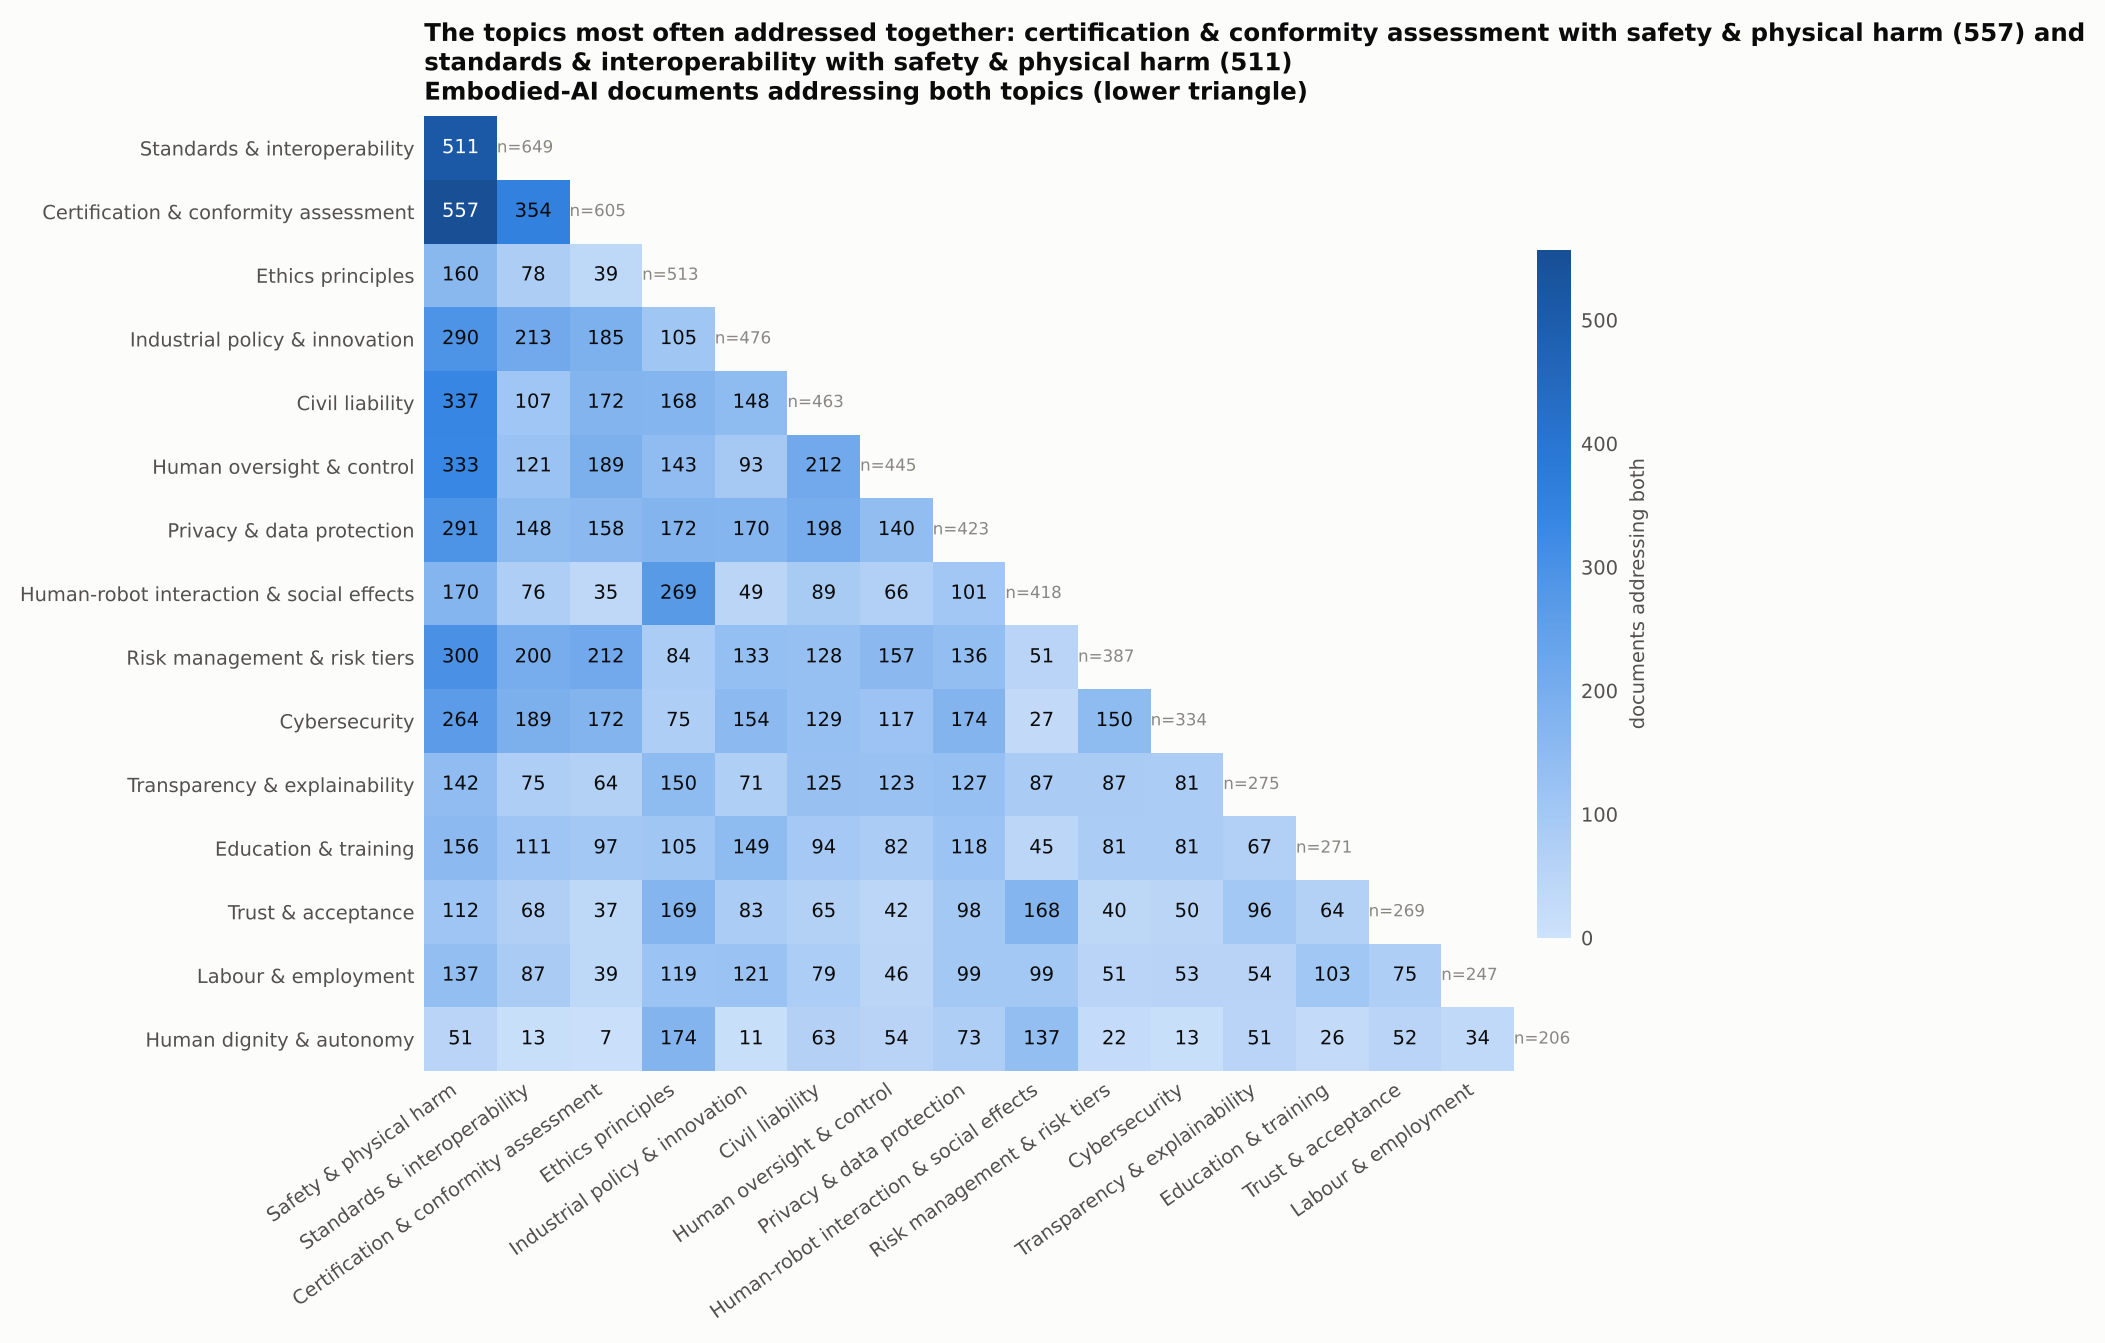 The topics most often addressed together: certification & conformity assessment with safety & physical harm (557) and
standards & interoperability with safety & physical harm (511)
Embodied-AI documents addressing both topics (lower triangle)
Standards & interoperability 511 n=649
Certification & conformity assessment 557 354 n=605
Ethics principles 160 78 39 n=513
Industrial policy & innovation 290 213 185 105 n=476
Civil liability 337 107 172 168 148 n=463
Human oversight & control 333 121 189 143 93 212 n=445
Privacy & data protection 291 148 158 172 170 198 140 n=423
Human-robot interaction & social effects 170 76 35 269 49 89 66 101 n=418
Risk management & risk tiers 300 200 212 84 133 128 157 136 51 n=387
Cybersecurity 264 189 172 75 154 129 117 174 27 150 n=334
Transparency & explainability 142 75 64 150 71 125 123 127 87 87 81 n=275
Education & training 156 111 97 105 149 94 82 118 45 81 81 67 n=271
Trust & acceptance 112 68 37 169 83 65 42 98 168 40 50 96 64 n=269
Labour & employment 137 87 39 119 121 79 46 99 99 51 53 54 103 75 n=247
Human dignity & autonomy 51 13 7 174 11 63 54 73 137 22 13 51 26 52 34 n=206
Safety & physical harm
Standards & interoperability
Certification & conformity assessment
Ethics principles
Industrial policy & innovation
Civil liability
Human oversight & control
Privacy & data protection
Human-robot interaction & social effects
Risk management & risk tiers
Cybersecurity
Transparency & explainability
Education & training
Trust & acceptance
Labour & employment
500
400
300
200
100
0
documents addressing both